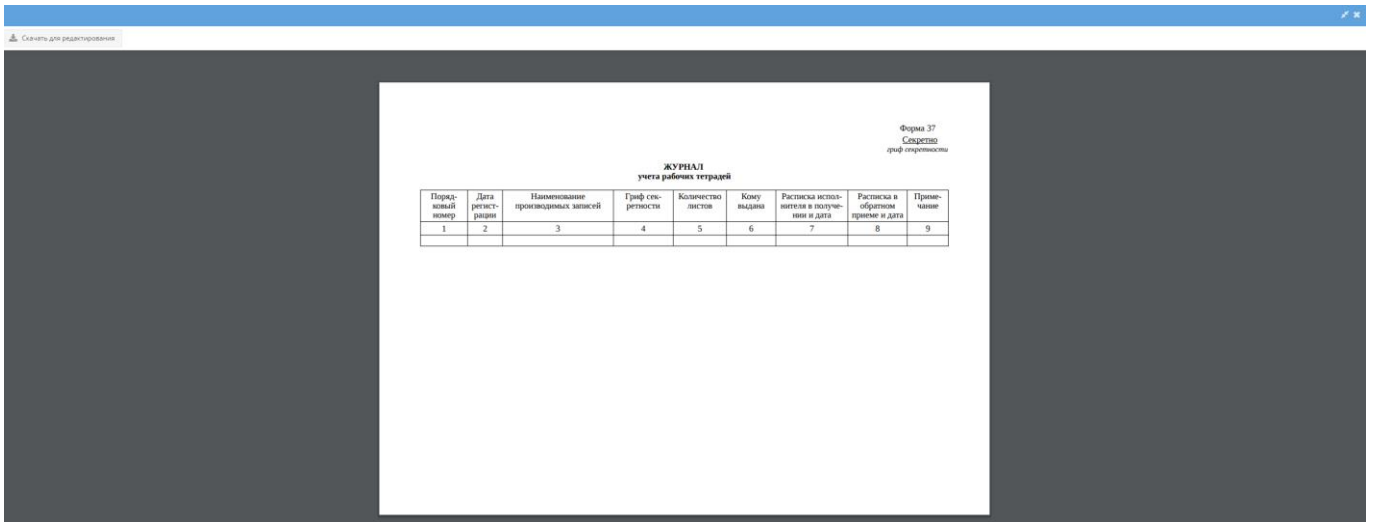 Скачать для редактирования
Форма 37
Секретно
гриф секретности
ЖУРНАЛ
учета рабочих тетрадей
Поряд-
ковый
номер
Дата
регист-
рации
Наименование
производимых записей
Гриф сек-
ретности
Количество
листов
Кому
выдана
Расписка испол-
нителя в получе-
нии и дата
Расписка в
обратном
приеме и дата
Приме-
чание
1 2 3 4 5 6 7 8 9